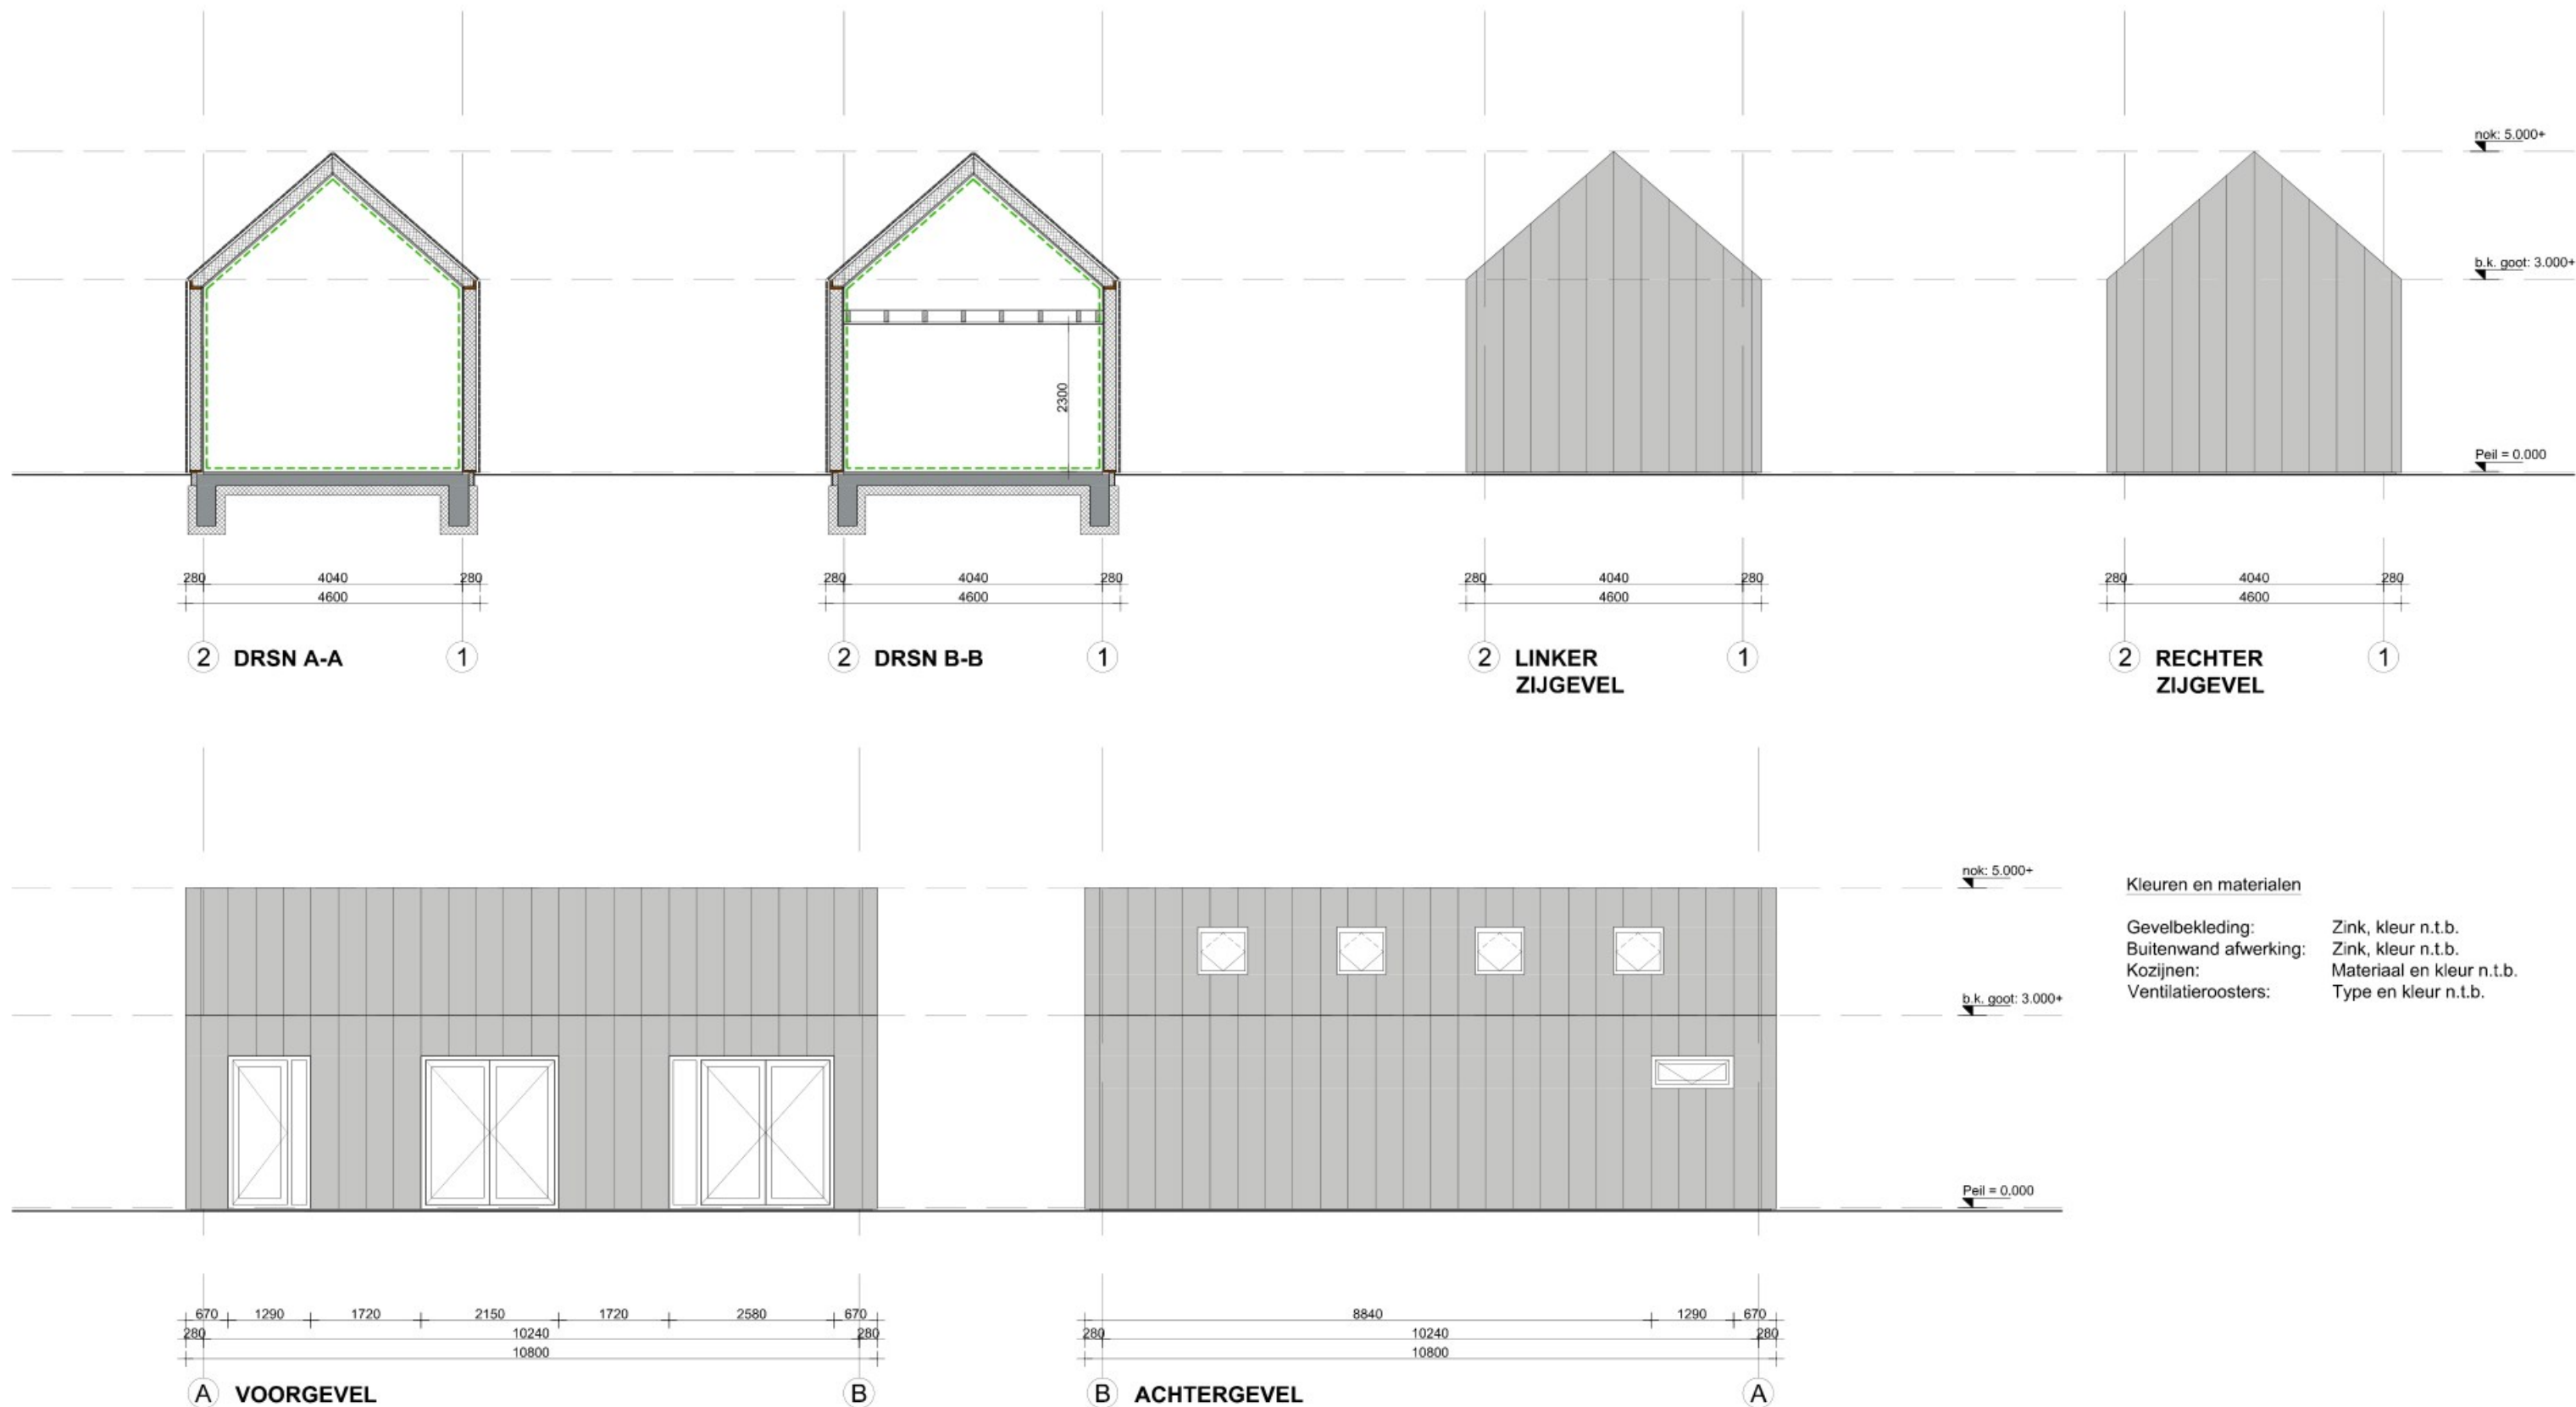 nok: 5.000+
b.k. goot: 3.000+
2300
Peil = 0.000
280 4040 280
4600
280 4040 280
4600
280 4040 280
4600
280 4040 280
4600
2 DRSN A-A 1
2 DRSN B-B 1
2 LINKER ZIJGEVEL 1
2 RECHTER ZIJGEVEL 1
nok: 5.000+
b.k. goot: 3.000+
Peil = 0.000
Kleuren en materialen
Gevelbekleding: Zink, kleur n.t.b.
Buitenwand afwerking: Zink, kleur n.t.b.
Kozijnen: Materiaal en kleur n.t.b.
Ventilatieroosters: Type en kleur n.t.b.
670 1290 1720 2150 1720 2580 670
280 10240 280
10800
8840 1290 670
280 10240 280
10800
A VOORGEVEL B
B ACHTERGEVEL A